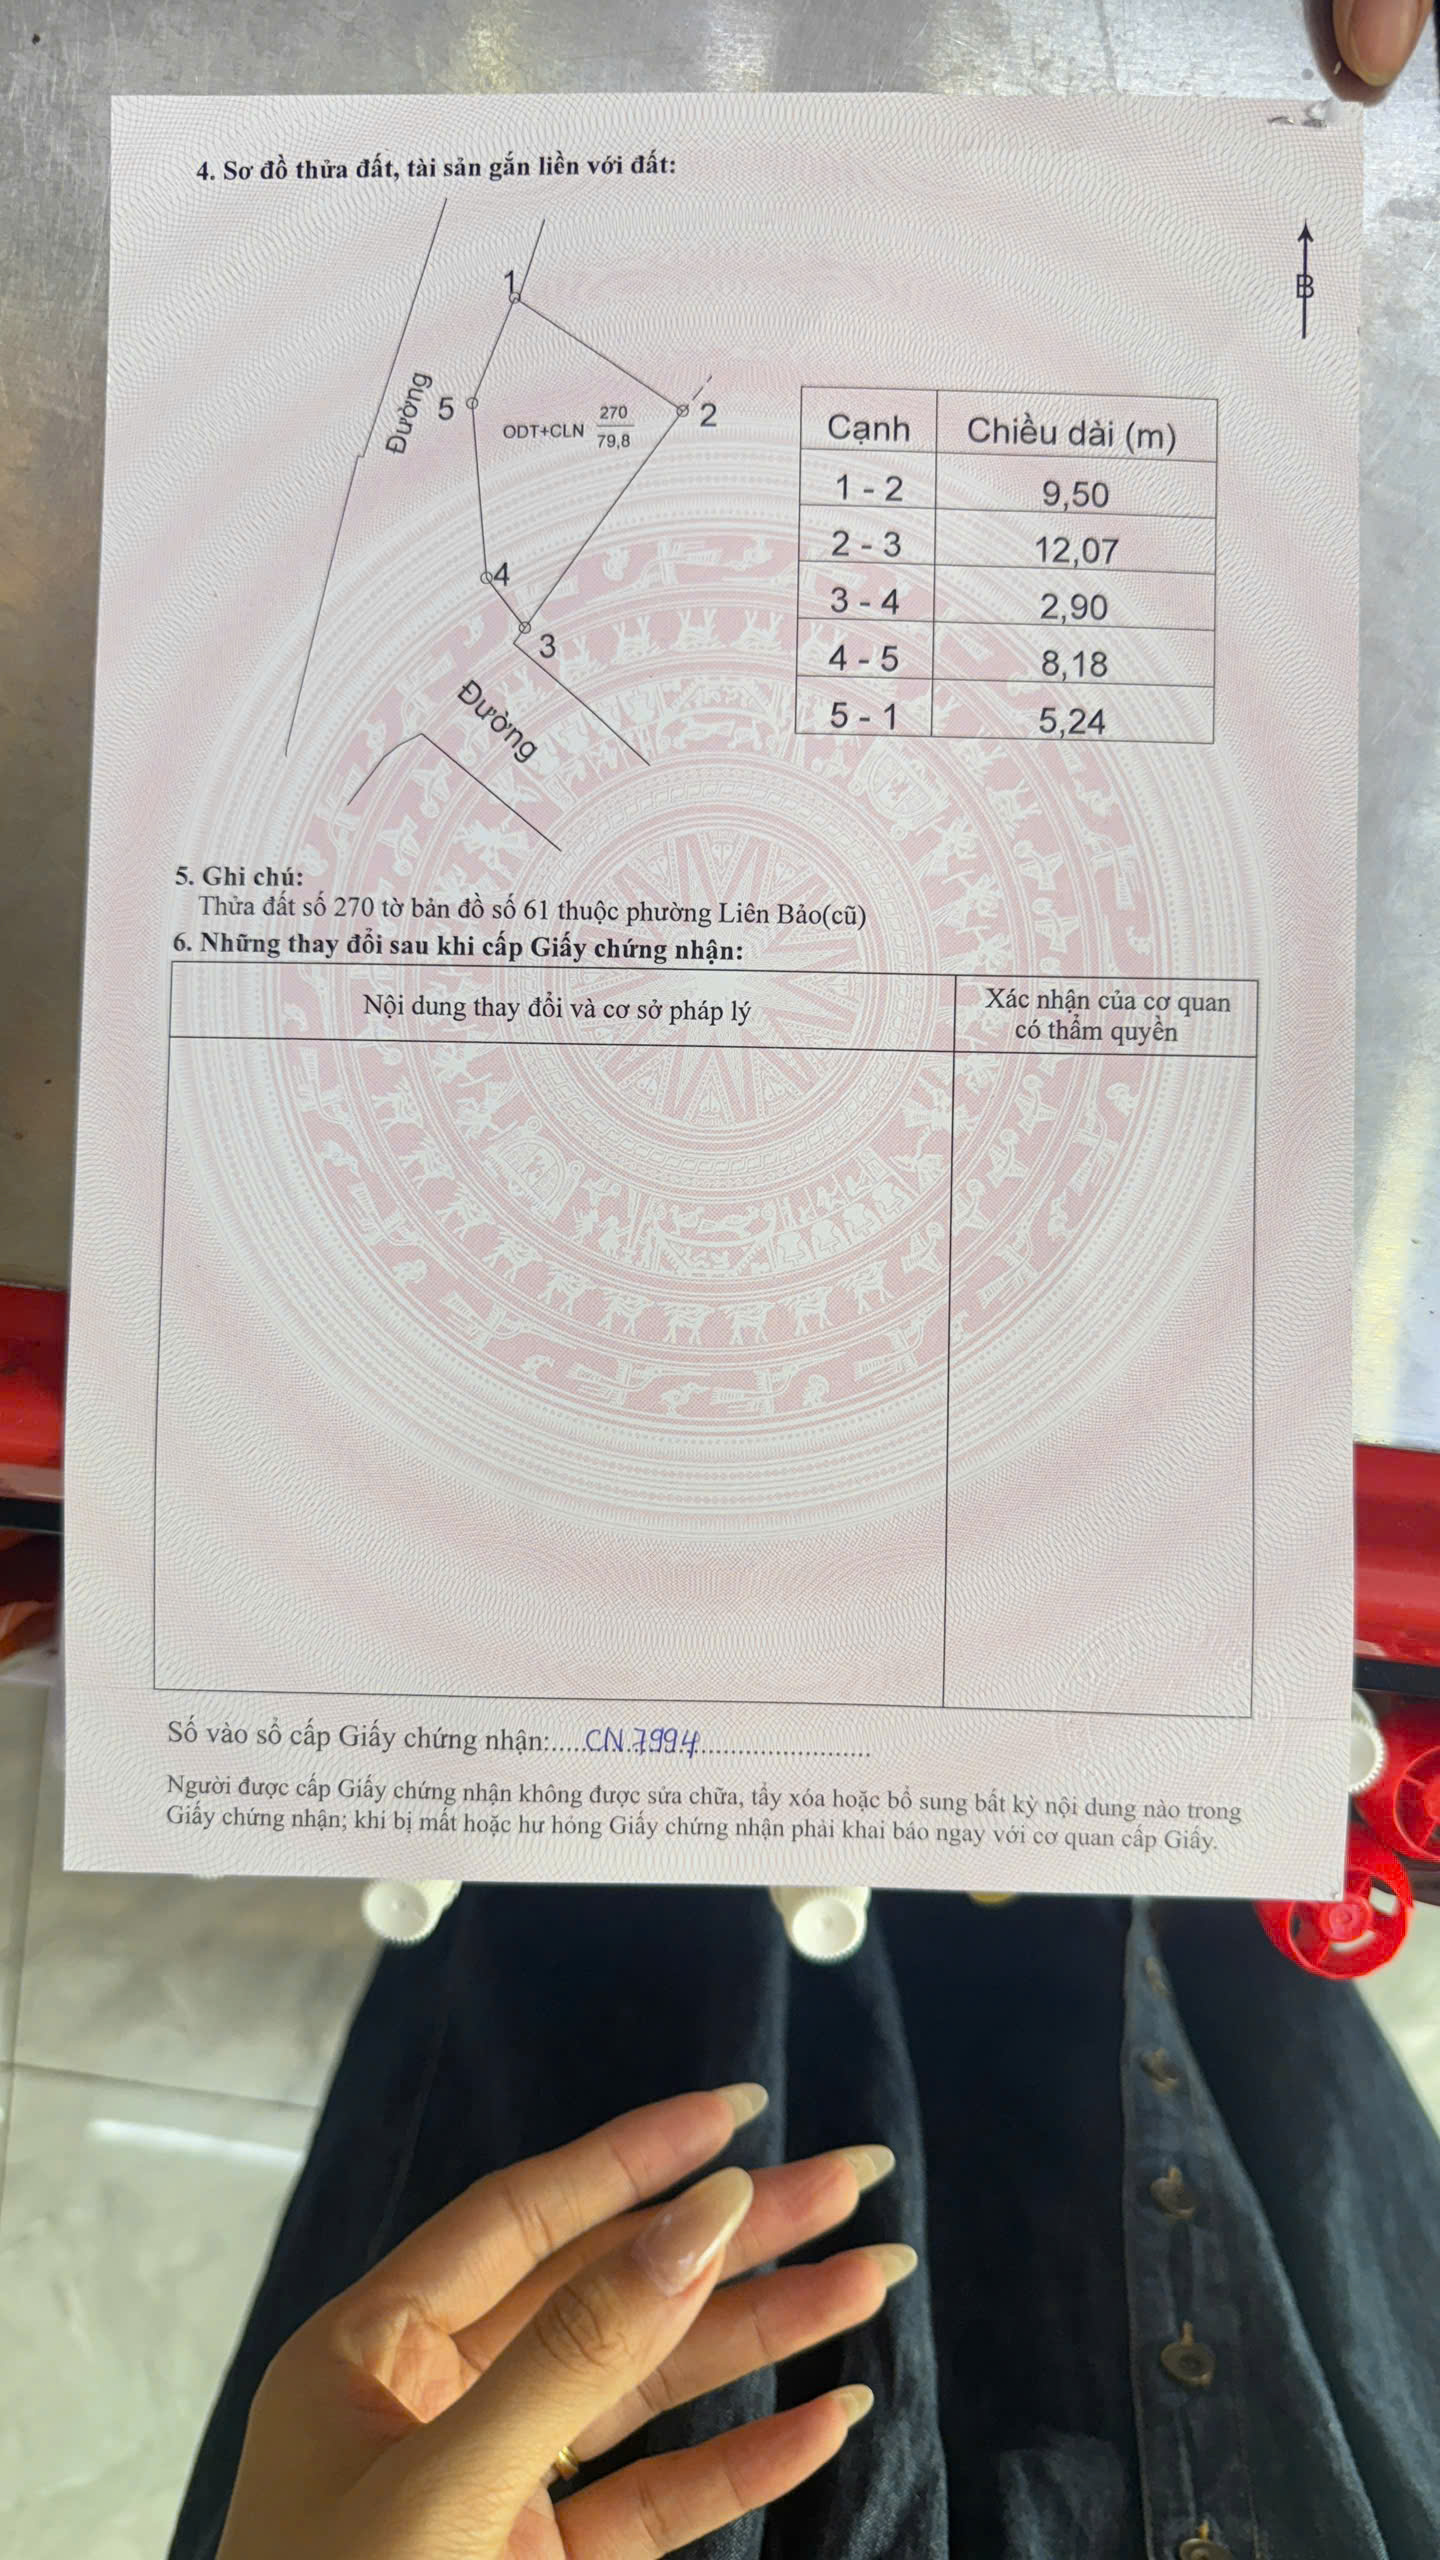 4. Sơ đồ thửa đất, tài sản gắn liền với đất:
1
B
Đường
5
ODT+CLN 270
79,8
2
4
3
Đường
Cạnh Chiều dài (m)
1 - 2 9,50
2 - 3 12,07
3 - 4 2,90
4 - 5 8,18
5 - 1 5,24
5. Ghi chú:
Thửa đất số 270 tờ bản đồ số 61 thuộc phường Liên Bảo(cũ)
6. Những thay đổi sau khi cấp Giấy chứng nhận:
Nội dung thay đổi và cơ sở pháp lý
Xác nhận của cơ quan
có thẩm quyền
Số vào sổ cấp Giấy chứng nhận:.....CN.7994........................
Người được cấp Giấy chứng nhận không được sửa chữa, tẩy xóa hoặc bổ sung bất kỳ nội dung nào trong
Giấy chứng nhận; khi bị mất hoặc hư hỏng Giấy chứng nhận phải khai báo ngay với cơ quan cấp Giấy.